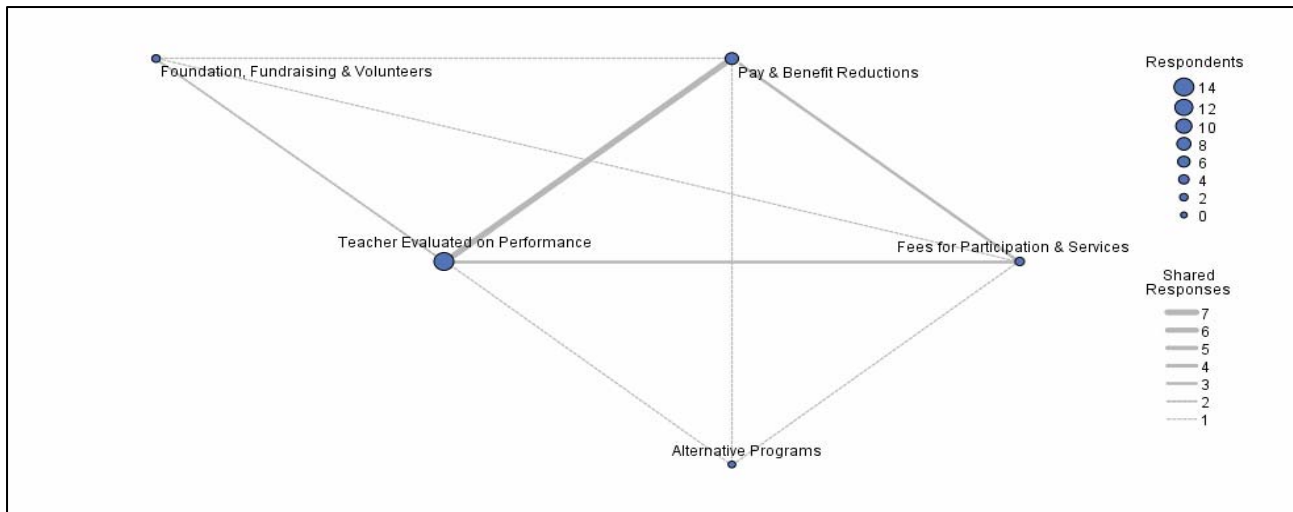 Foundation, Fundraising & Volunteers
Pay & Benefit Reductions
Teacher Evaluated on Performance
Fees for Participation & Services
Alternative Programs
Respondents
14
12
10
8
6
4
2
0
Shared
Responses
7
6
5
4
3
2
1